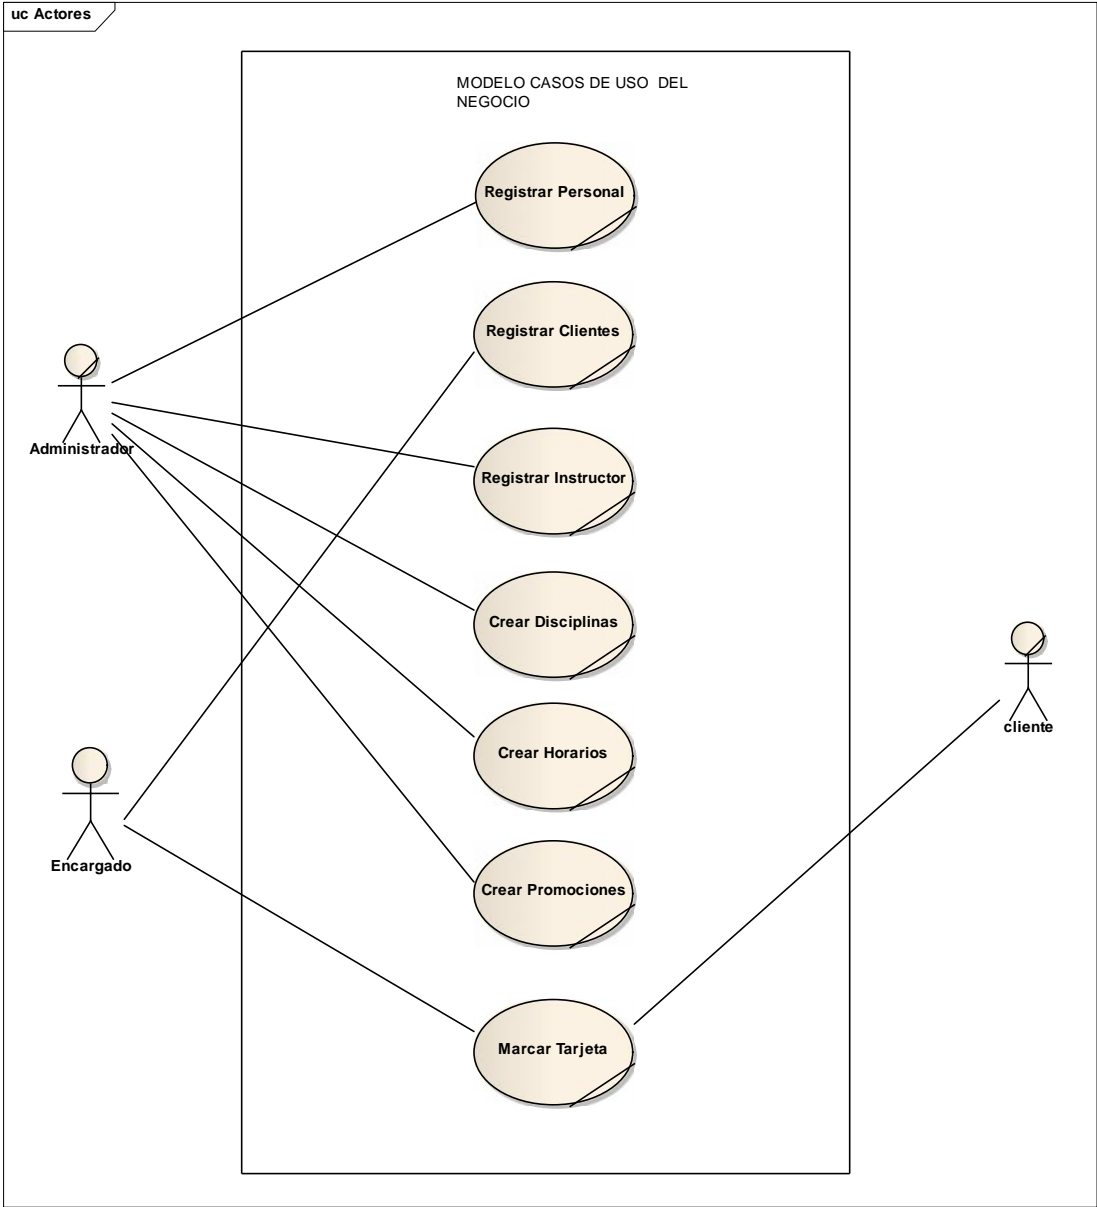 uc Actores
MODELO CASOS DE USO DEL
NEGOCIO
Registrar Personal
Registrar Clientes
Administrador
Registrar Instructor
Crear Disciplinas
cliente
Crear Horarios
Encargado
Crear Promociones
Marcar Tarjeta